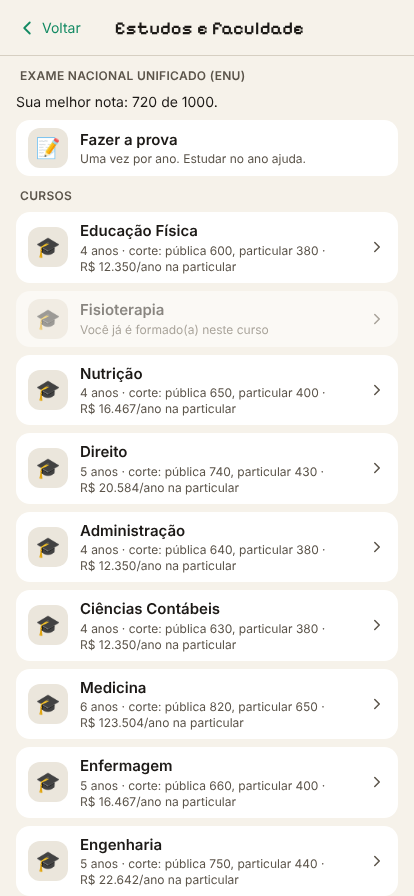 Voltar
Estudos e Faculdade
EXAME NACIONAL UNIFICADO (ENU)
Sua melhor nota: 720 de 1000.
Fazer a prova
Uma vez por ano. Estudar no ano ajuda.
CURSOS
Educação Física
4 anos · corte: pública 600, particular 380 ·
R$ 12.350/ano na particular
Fisioterapia
Você já é formado(a) neste curso
Nutrição
4 anos · corte: pública 650, particular 400 ·
R$ 16.467/ano na particular
Direito
5 anos · corte: pública 740, particular 430 ·
R$ 20.584/ano na particular
Administração
4 anos · corte: pública 640, particular 380 ·
R$ 12.350/ano na particular
Ciências Contábeis
4 anos · corte: pública 630, particular 380 ·
R$ 12.350/ano na particular
Medicina
6 anos · corte: pública 820, particular 650 ·
R$ 123.504/ano na particular
Enfermagem
5 anos · corte: pública 660, particular 400 ·
R$ 16.467/ano na particular
Engenharia
5 anos · corte: pública 750, particular 440 ·
R$ 22.642/ano na particular